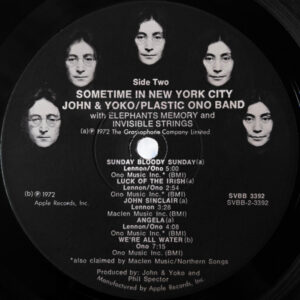 Side Two
SOMETIME IN NEW YORK CITY
JOHN & YOKO/PLASTIC ONO BAND
with ELEPHANTS MEMORY and
INVISIBLE STRINGS
(a)Ⓟ 1972 The Gramophone Company Limited
SUNDAY BLOODY SUNDAY(a)
Lennon/Ono 5:00
Ono Music Inc.* (BMI)
LUCK OF THE IRISH(a)
Lennon/Ono 2:54
Ono Music Inc.* (BMI)
JOHN SINCLAIR (a)
Lennon 3:28
Maclen Music Inc. (BMI)
ANGELA(a)
Lennon/Ono 4:08
Ono Music Inc.* (BMI)
WE'RE ALL WATER (b)
Ono 7:15
Ono Music Inc. (BMI)
(b) Ⓟ 1972
Apple Records, Inc.
SVBB 3392
SVBB-2-3392
*also claimed by Maclen Music/Northern Songs
Produced by: John & Yoko and
Phil Spector
Manufactured by Apple Records, Inc.